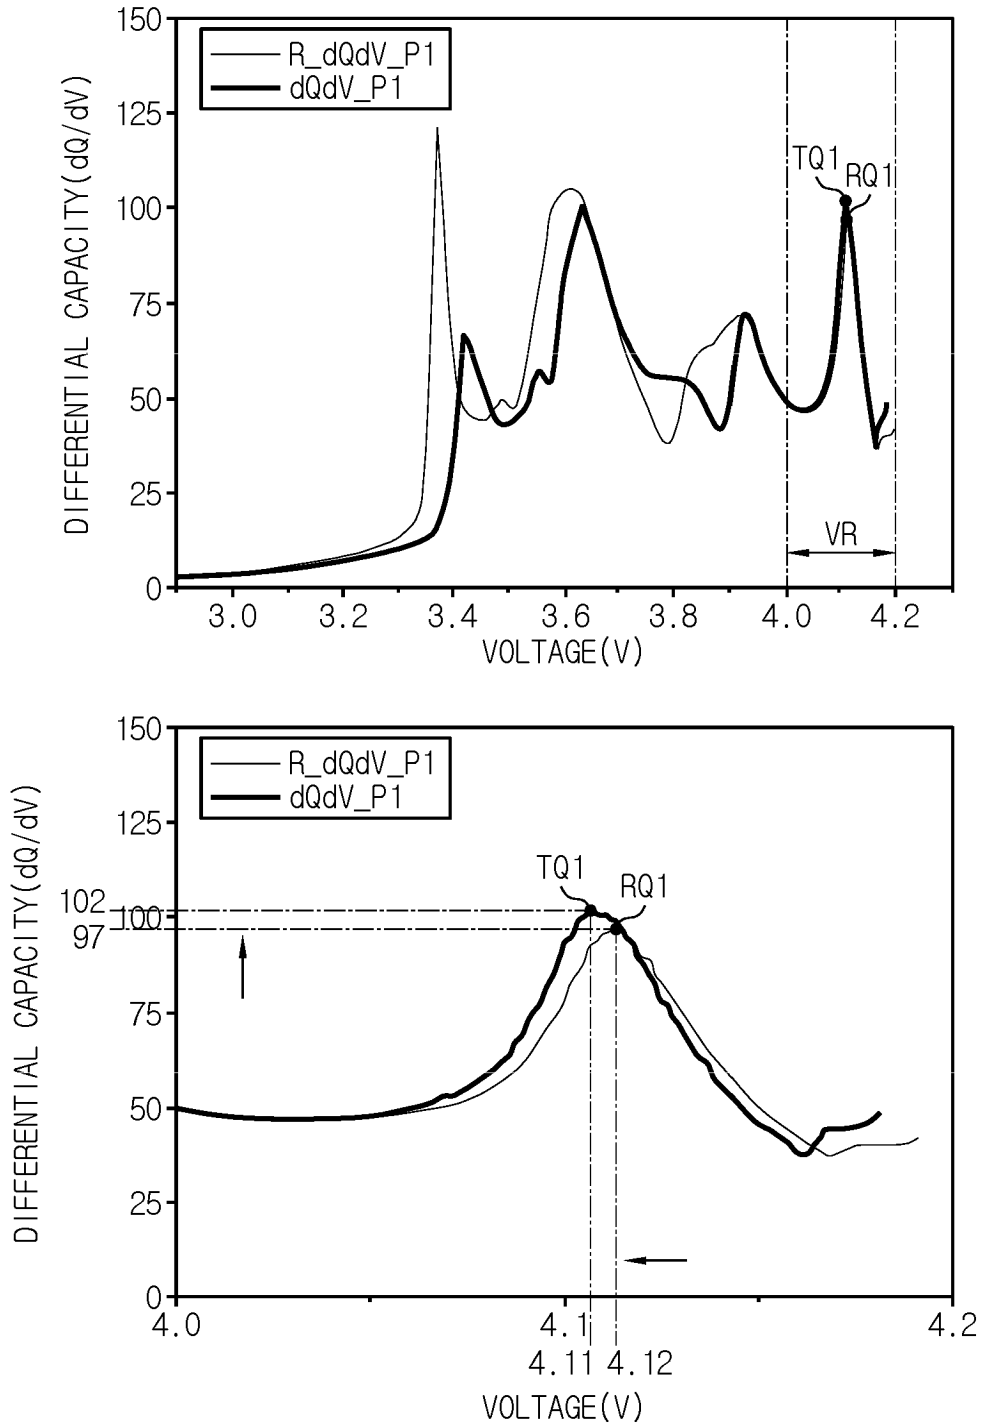 150
125
100
75
50
25
0
DIFFERENTIAL CAPACITY(dQ/dV)
R_dQdV_P1
dQdV_P1
TQ1
RQ1
VR
3.0 3.2 3.4 3.6 3.8 4.0 4.2
VOLTAGE(V)
150
125
102
100
97
75
50
25
0
DIFFERENTIAL CAPACITY(dQ/dV)
R_dQdV_P1
dQdV_P1
TQ1
RQ1
4.0 4.1 4.2
4.11 4.12
VOLTAGE(V)